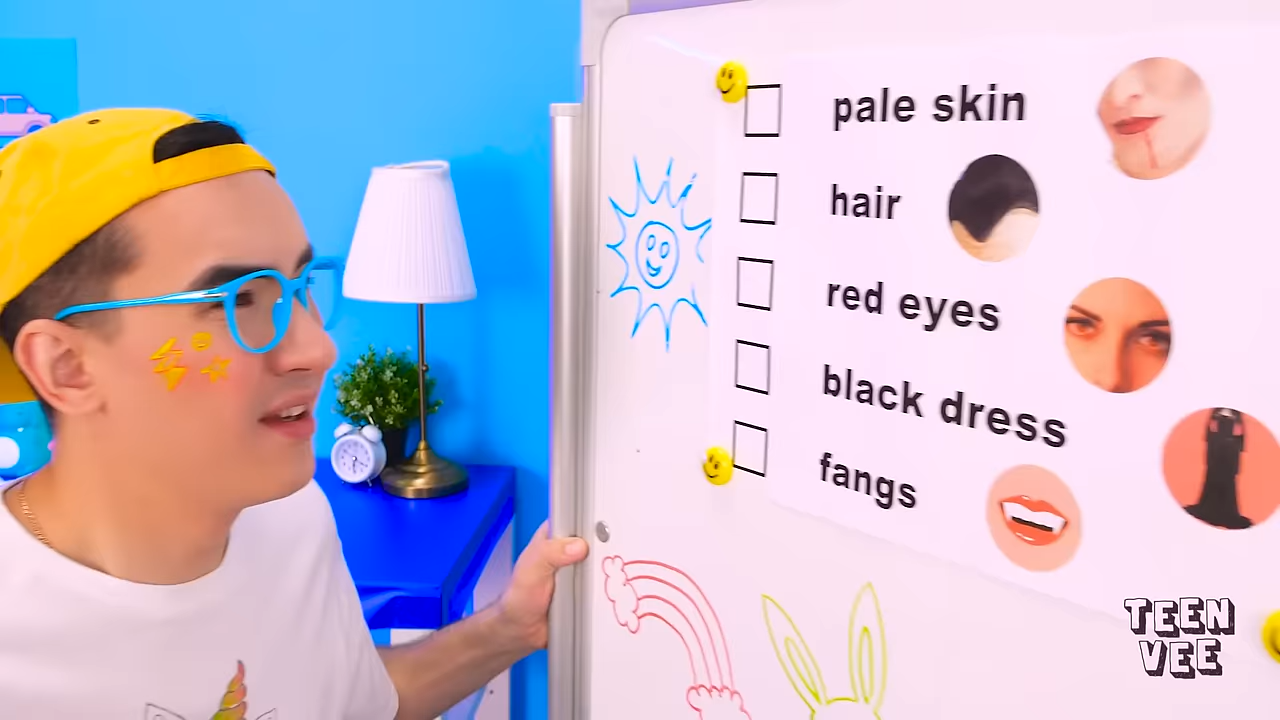 pale skin
hair
red eyes
black dress
fangs
TEEN
VEE